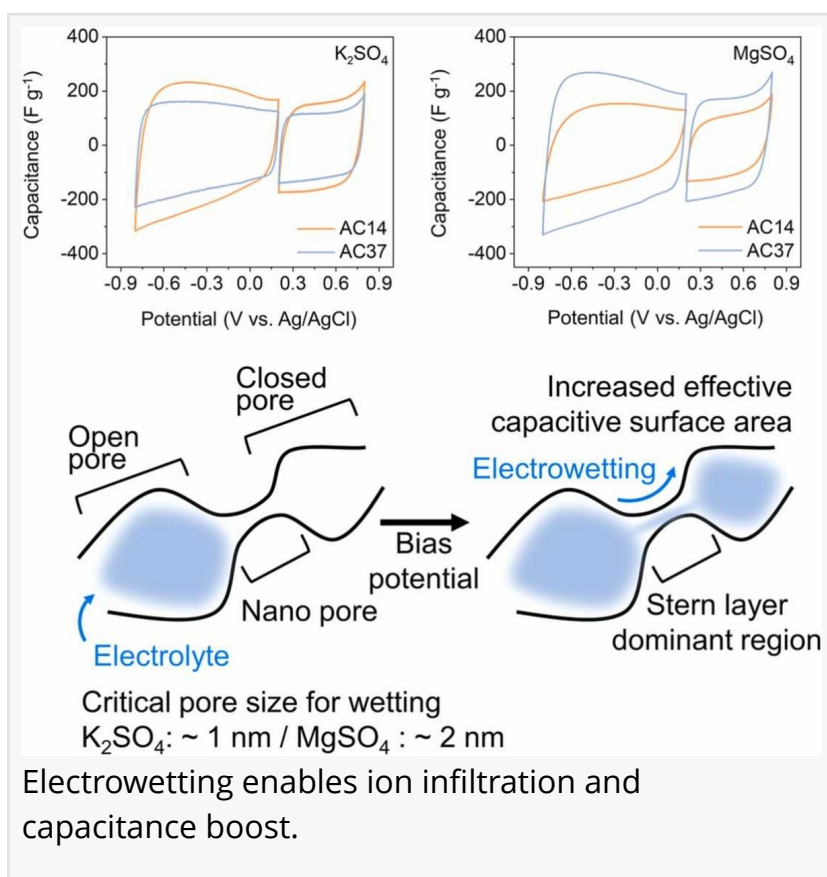 K₂SO₄
400
200
0
-200
-400
Capacitance (F g⁻¹)
AC14
AC37
-0.9 -0.6 -0.3 0.0 0.3 0.6 0.9
Potential (V vs. Ag/AgCl)
MgSO₄
400
200
0
-200
-400
Capacitance (F g⁻¹)
AC14
AC37
-0.9 -0.6 -0.3 0.0 0.3 0.6 0.9
Potential (V vs. Ag/AgCl)
Closed
pore
Open
pore
Nano pore
Electrolyte
Bias
potential
Increased effective
capacitive surface area
Electrowetting
Stern layer
dominant region
Critical pore size for wetting
K₂SO₄: ~ 1 nm / MgSO₄ : ~ 2 nm
Electrowetting enables ion infiltration and
capacitance boost.